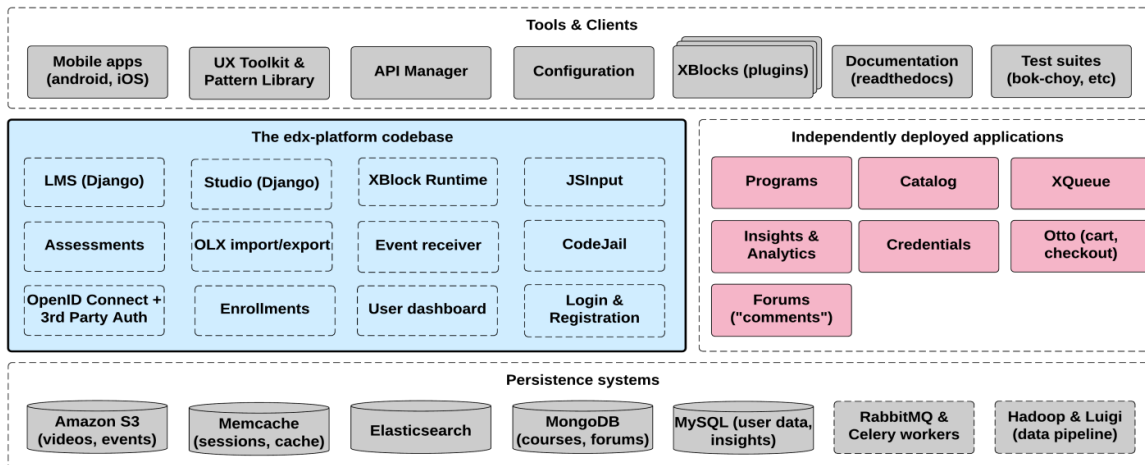 Tools & Clients
Mobile apps
(android, iOS)
UX Toolkit &
Pattern Library
API Manager
Configuration
XBlocks (plugins)
Documentation
(readthedocs)
Test suites
(bok-choy, etc)
The edx-platform codebase
LMS (Django)
Studio (Django)
XBlock Runtime
JSInput
Assessments
OLX import/export
Event receiver
CodeJail
OpenID Connect +
3rd Party Auth
Enrollments
User dashboard
Login &
Registration
Independently deployed applications
Programs
Catalog
XQueue
Insights &
Analytics
Credentials
Otto (cart,
checkout)
Forums
("comments")
Persistence systems
Amazon S3
(videos, events)
Memcache
(sessions, cache)
Elasticsearch
MongoDB
(courses, forums)
MySQL (user data,
insights)
RabbitMQ &
Celery workers
Hadoop & Luigi
(data pipeline)